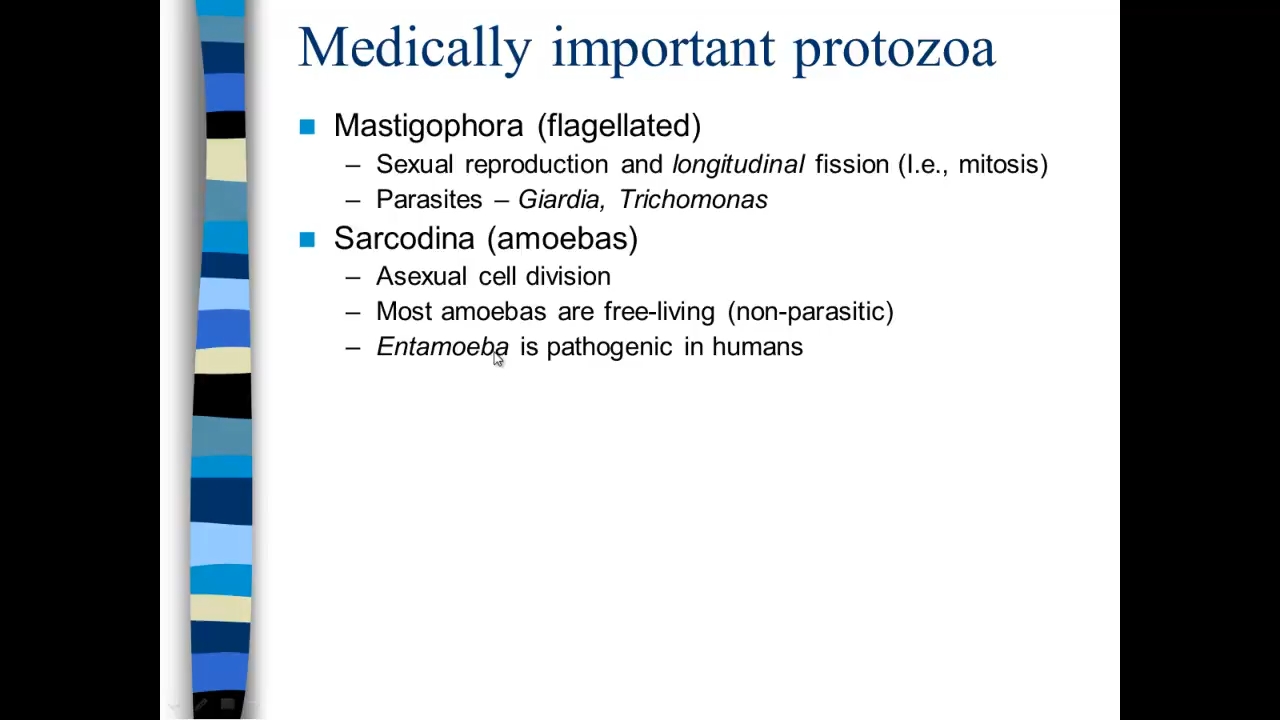 Medically important protozoa
■ Mastigophora (flagellated)
– Sexual reproduction and longitudinal fission (I.e., mitosis)
– Parasites – Giardia, Trichomonas
■ Sarcodina (amoebas)
– Asexual cell division
– Most amoebas are free-living (non-parasitic)
– Entamoeba is pathogenic in humans